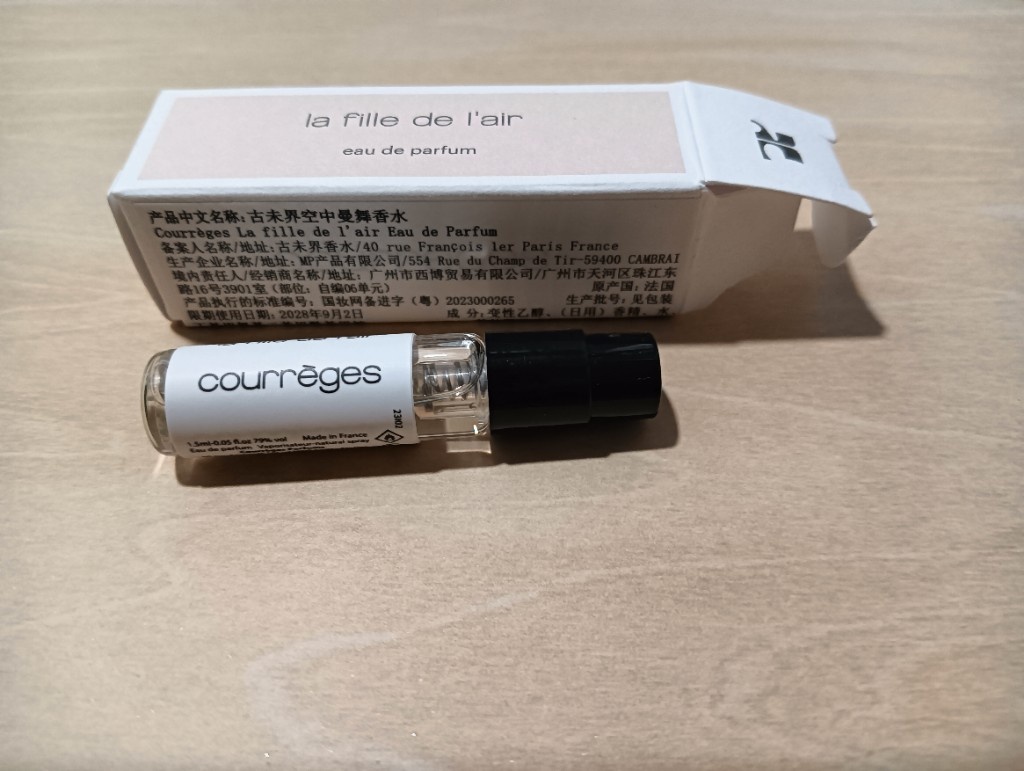 la fille de l'air
eau de parfum
产品中文名称:古未界空中曼舞香水
Courrèges La fille de l'air Eau de Parfum
备案人名称/地址:古未界香水/40 rue François 1er Paris France
生产企业名称/地址: MP产品有限公司/554 Rue du Champ de Tir-59400 CAMBRAI
境内责任人/经销商名称/地址: 广州市西博贸易有限公司/广州市天河区珠江东
路16号3901室(部位: 自编06单元) 原产国: 法国
产品执行的标准编号: 国妆网备进字(粤)2023000265 生产批号: 见包装
限期使用日期: 2028年9月2日 成 分: 变性乙醇、(日用)香精、水
courrèges
23I02
1.5ml-0.05 fl.oz 79% vol Made in France
Eau de parfum Vaporisateur-natural spray